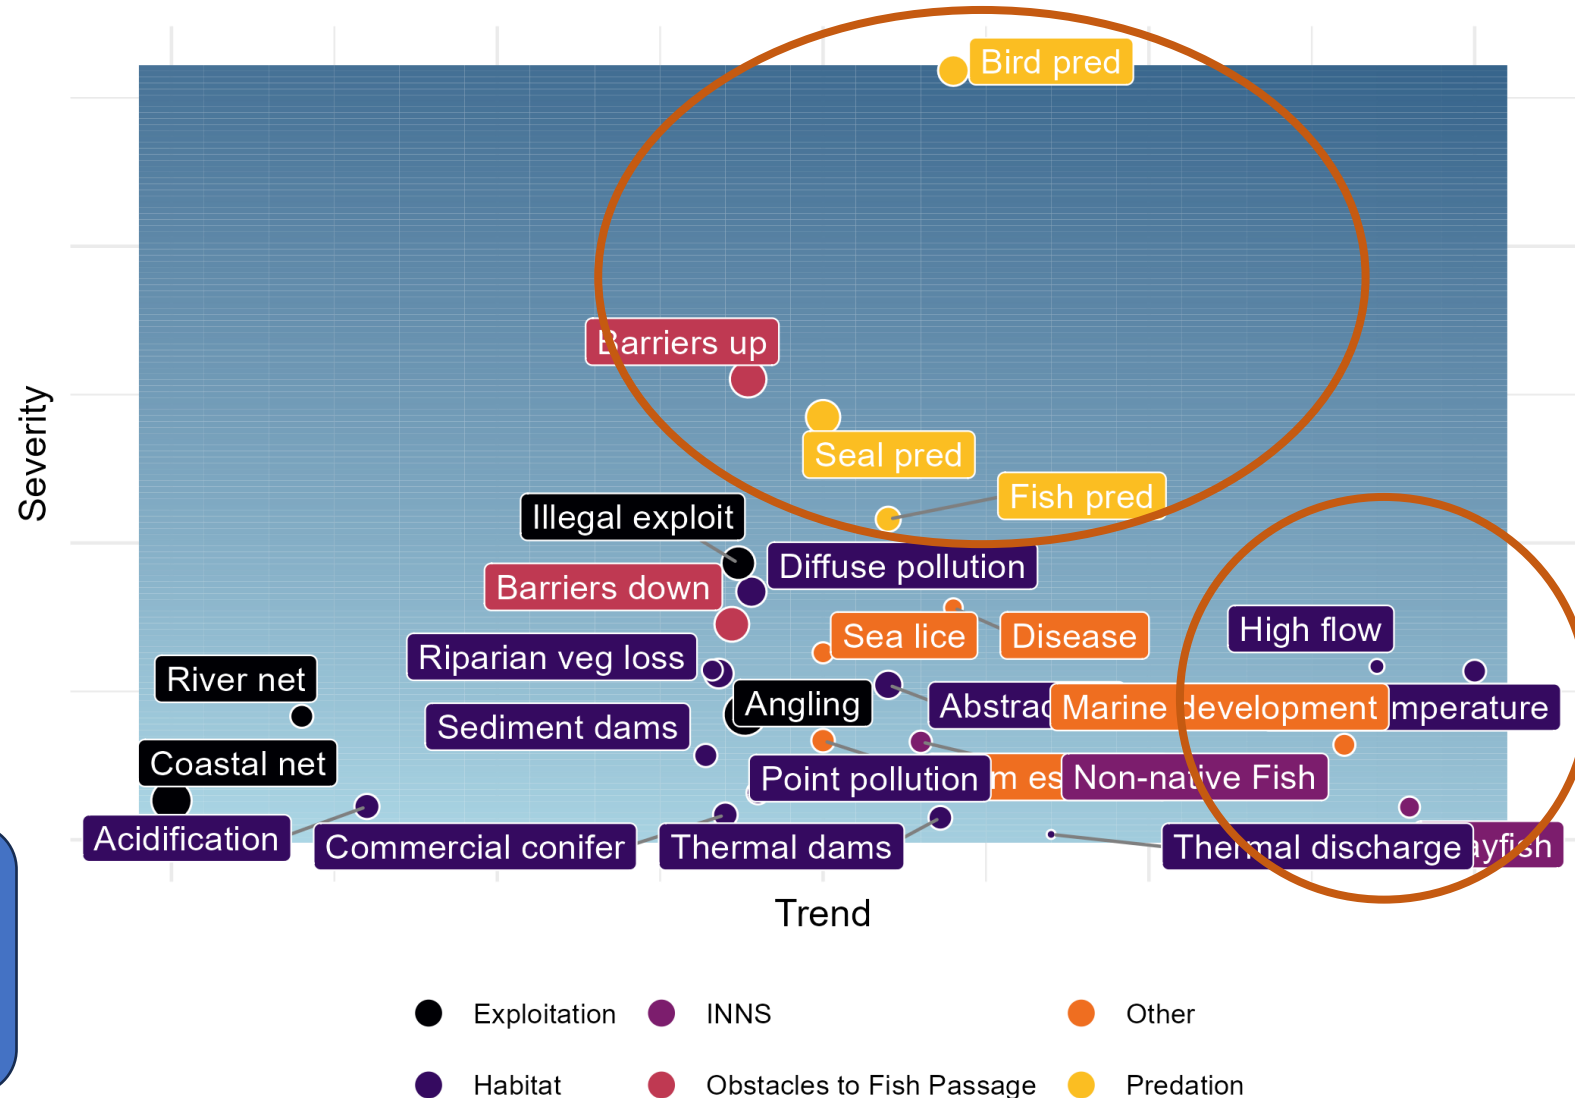 Bird pred
Barriers up
Seal pred
Fish pred
Illegal exploit
Diffuse pollution
Barriers down
Sea lice
Disease
High flow
Riparian veg loss
River net
Angling
Marine development
Sediment dams
Coastal net
Point pollution
Non-native Fish
Acidification
Commercial conifer
Thermal dams
Thermal discharge
Severity
Trend
Exploitation
INNS
Other
Habitat
Obstacles to Fish Passage
Predation